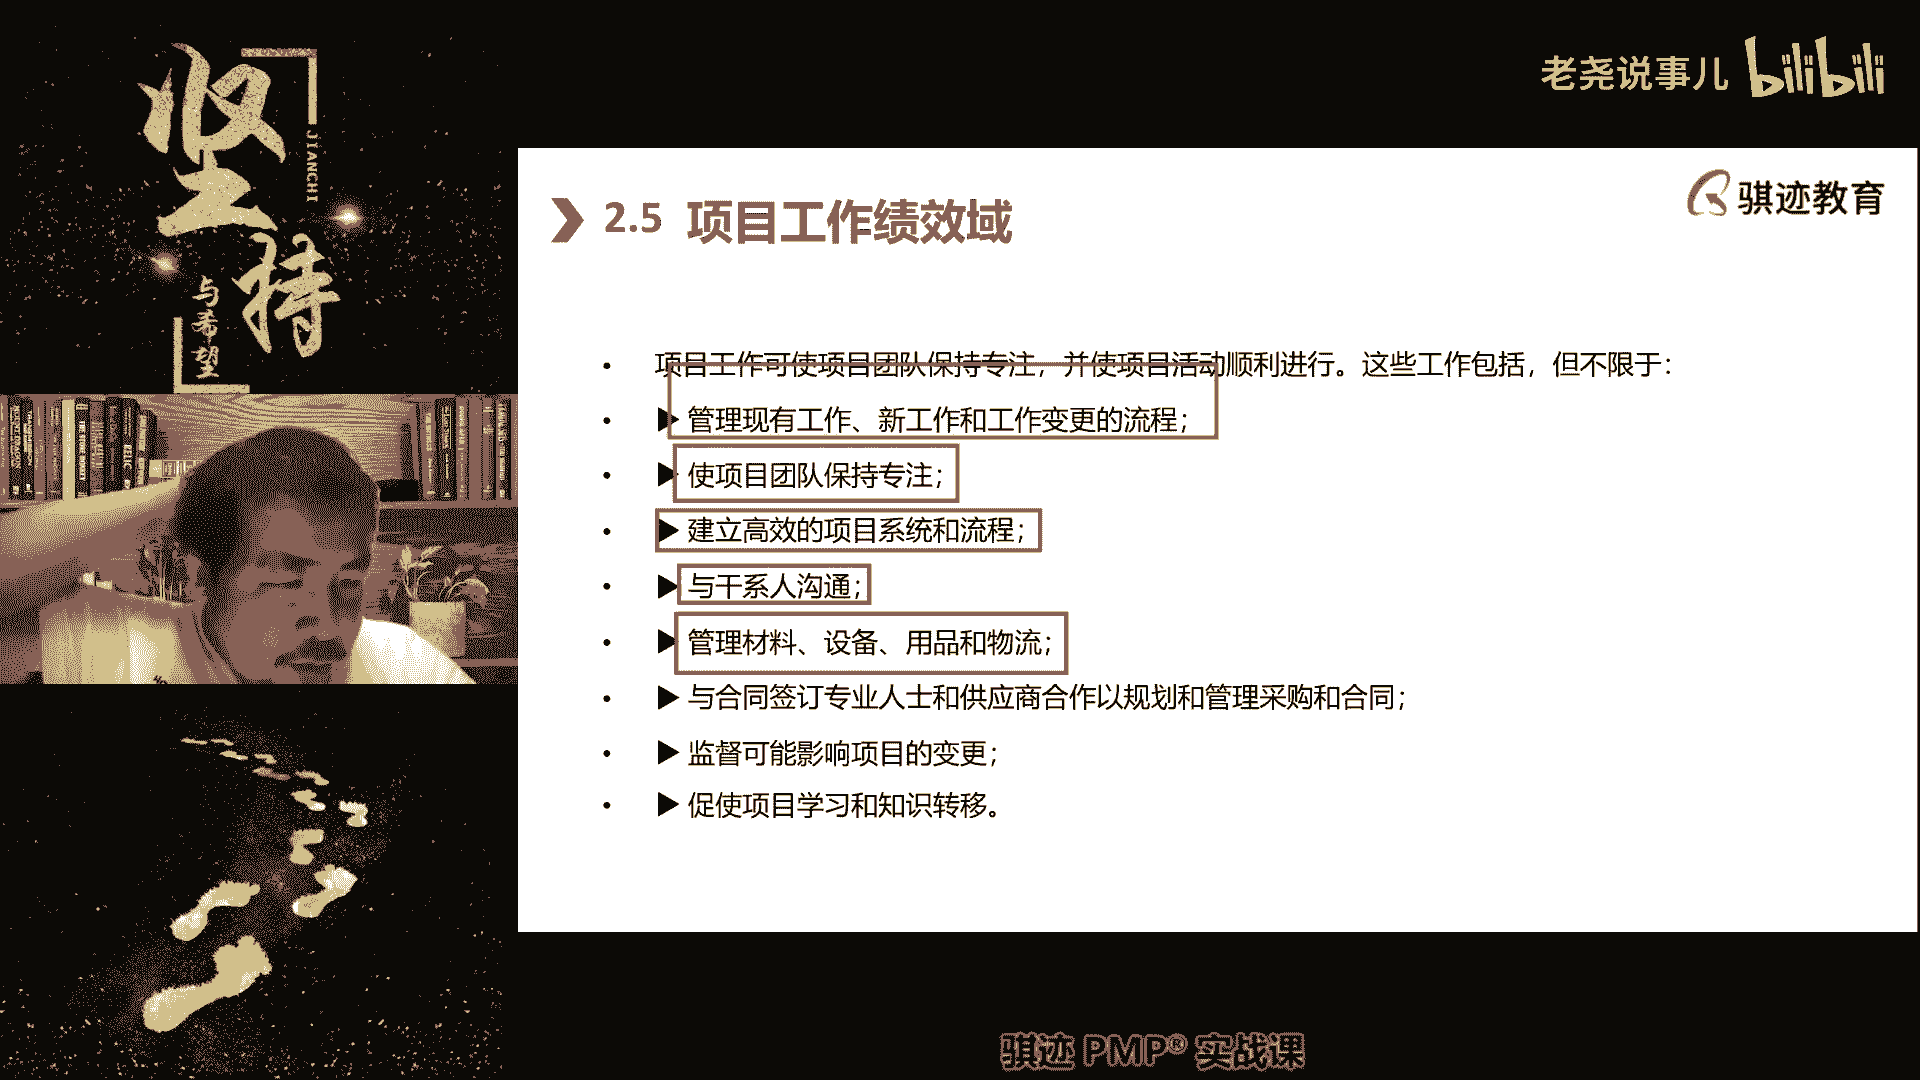 坚持
JIANCHI
与希望
老尧说事儿 bilibili
骐迹教育
2.5 项目工作绩效域
• 项目工作可使项目团队保持专注，并使项目活动顺利进行。这些工作包括，但不限于：
• ▶ 管理现有工作、新工作和工作变更的流程；
• ▶ 使项目团队保持专注；
• ▶ 建立高效的项目系统和流程；
• ▶ 与干系人沟通；
• ▶ 管理材料、设备、用品和物流；
• ▶ 与合同签订专业人士和供应商合作以规划和管理采购和合同；
• ▶ 监督可能影响项目的变更；
• ▶ 促使项目学习和知识转移。
骐迹 PMP® 实战课